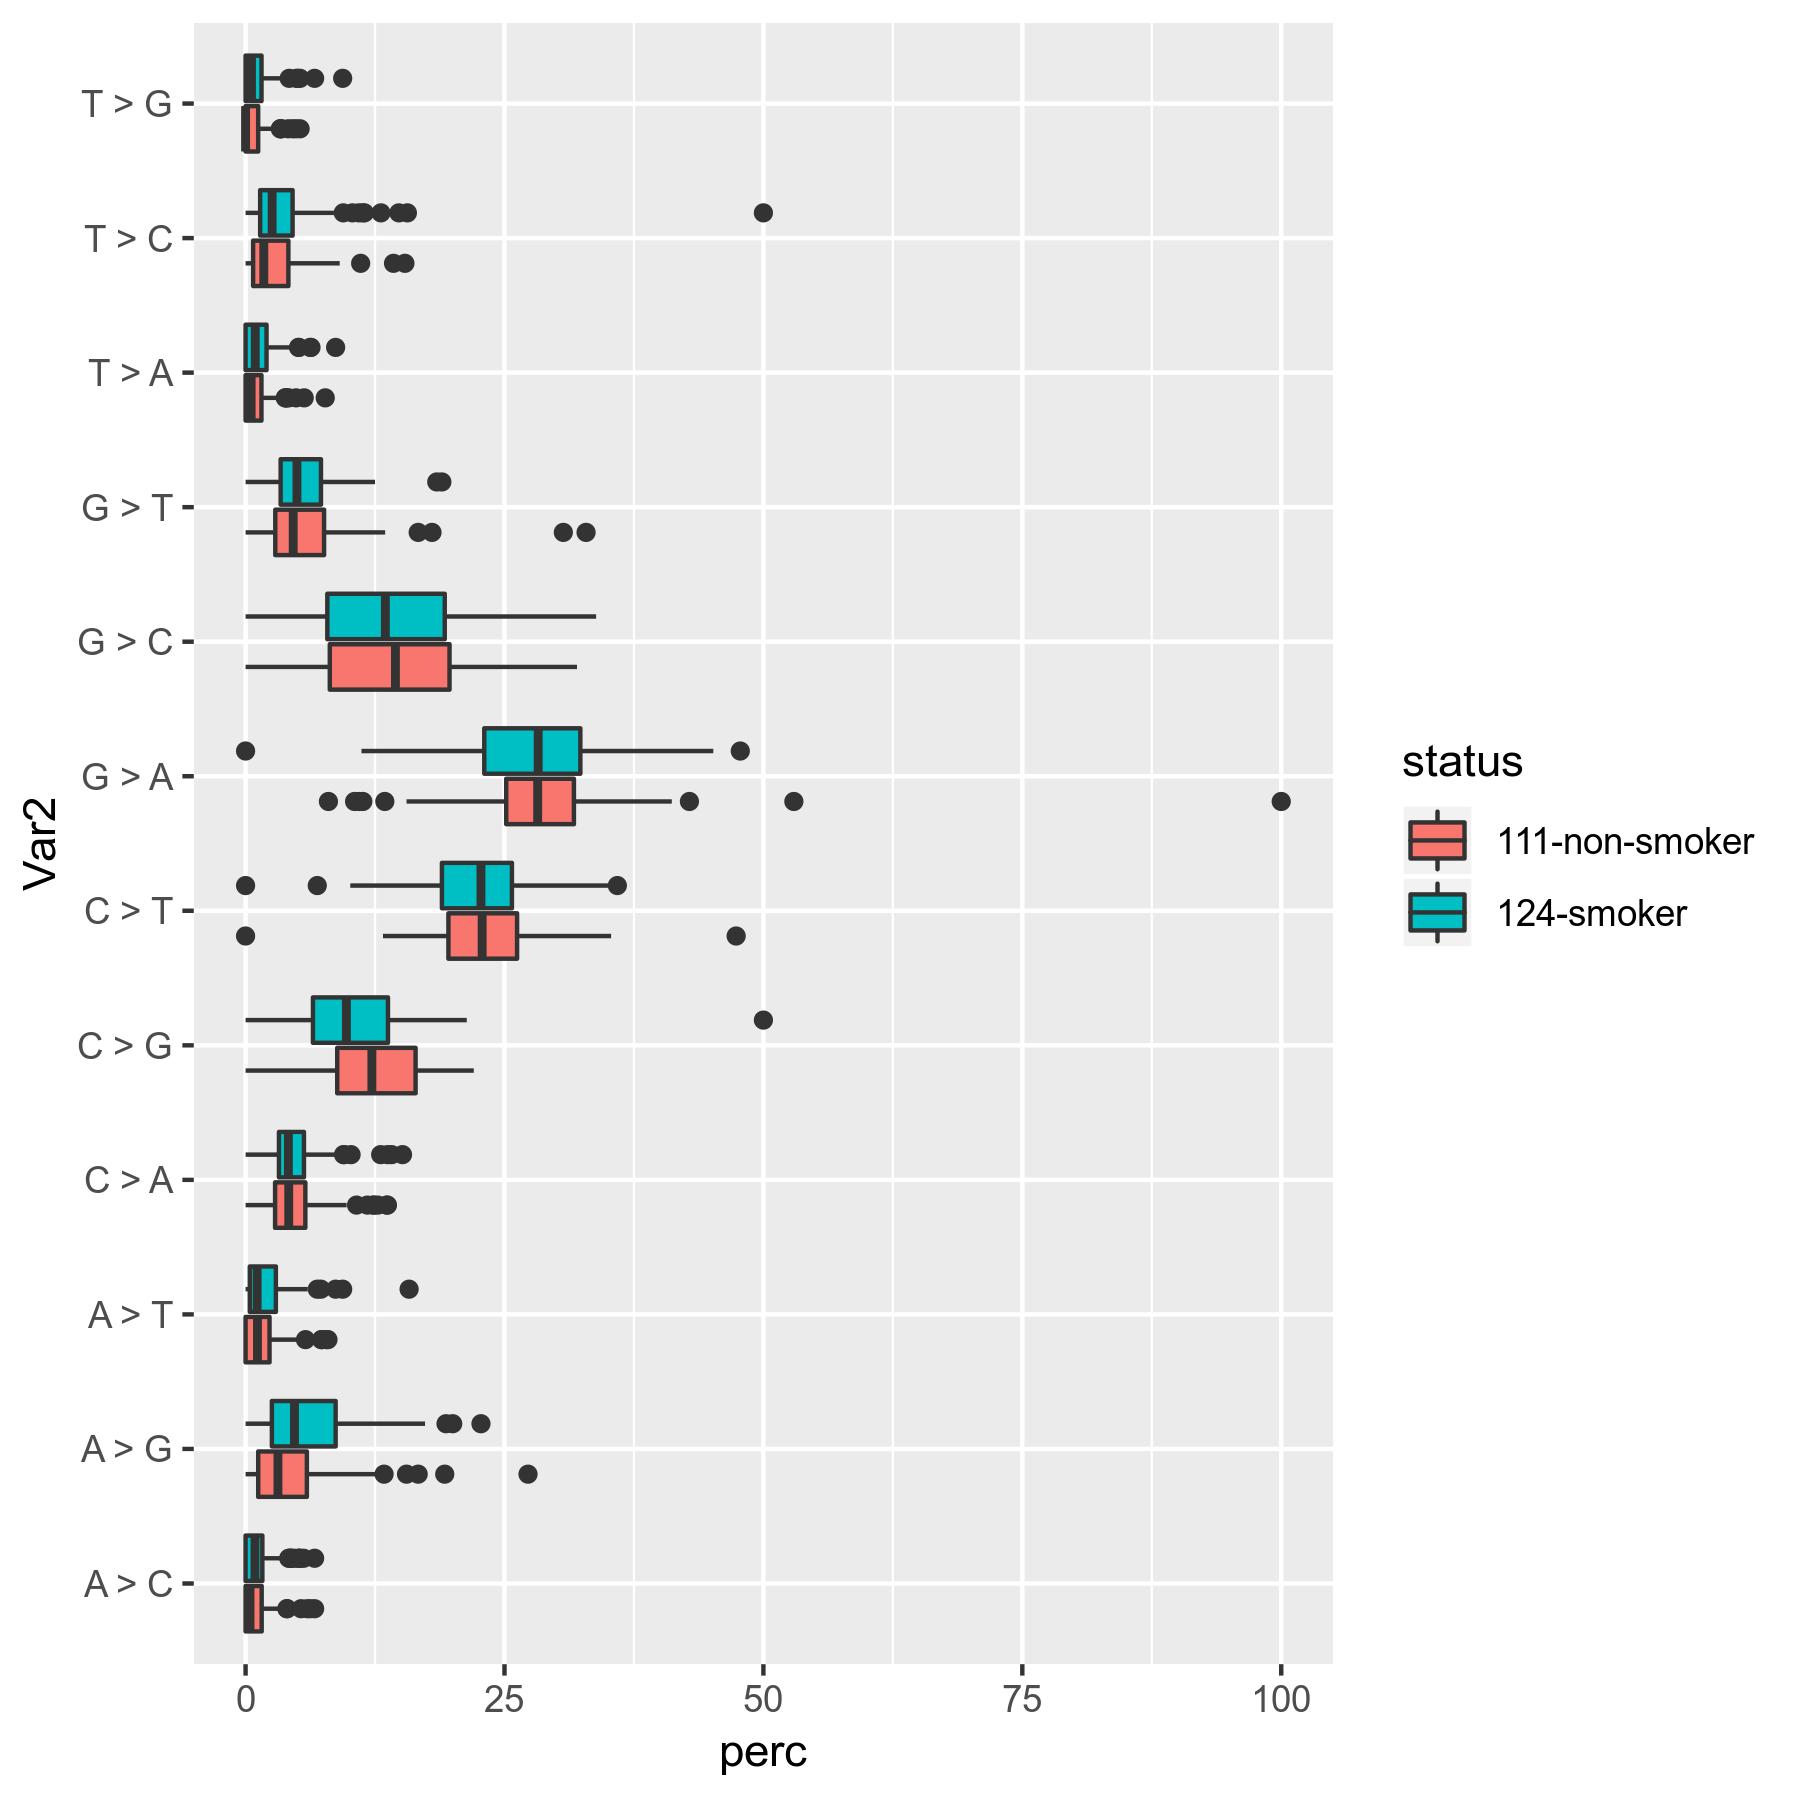 T > G
T > C
T > A
G > T
G > C
G > A
C > T
C > G
C > A
A > T
A > G
A > C
Var2
0 25 50 75 100
perc
status
111-non-smoker
124-smoker